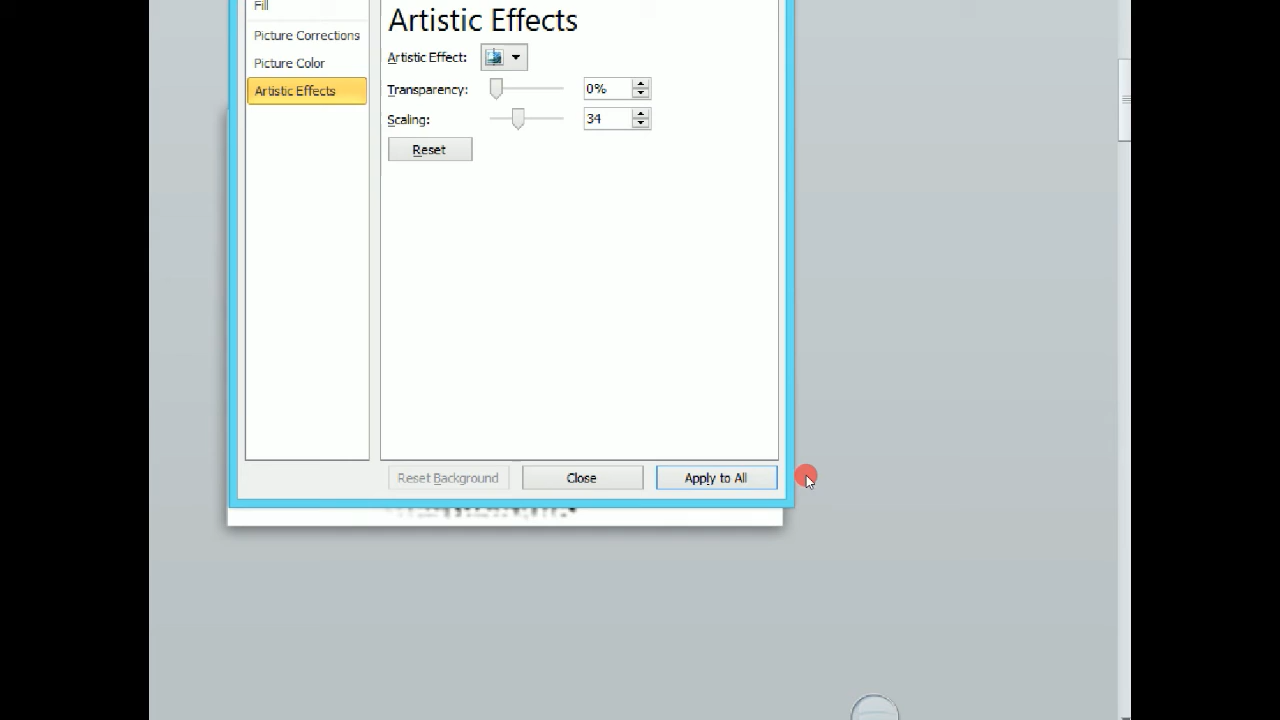 Fill
Artistic Effects
Picture Corrections
Picture Color
Artistic Effects
Artistic Effect:
Transparency: 0%
Scaling: 34
Reset
Reset Background Close Apply to All